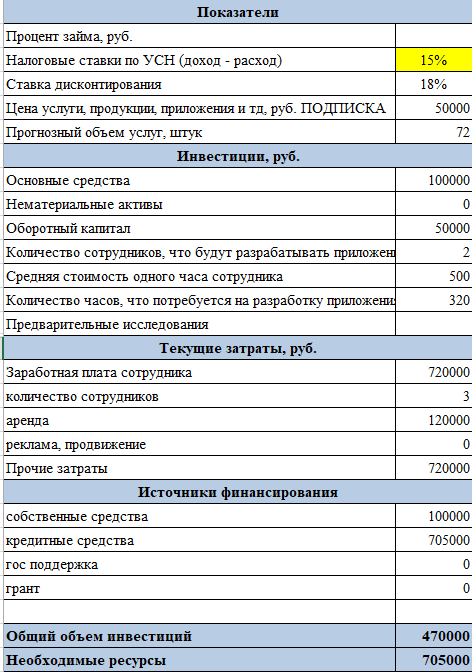 Показатели
Процент займа, руб.
Налоговые ставки по УСН (доход - расход) 15%
Ставка дисконтирования 18%
Цена услуги, продукции, приложения и тд, руб. ПОДПИСКА 50000
Прогнозный объем услуг, штук 72
Инвестиции, руб.
Основные средства 100000
Нематериальные активы 0
Оборотный капитал 50000
Количество сотрудников, что будут разрабатывать приложен 2
Средняя стоимость одного часа сотрудника 500
Количество часов, что потребуется на разработку приложения 320
Предварительные исследования
Текущие затраты, руб.
Заработная плата сотрудника 720000
количество сотрудников 3
аренда 120000
реклама, продвижение 0
Прочие затраты 720000
Источники финансирования
собственные средства 100000
кредитные средства 705000
гос поддержка 0
грант 0
Общий объем инвестиций 470000
Необходимые ресурсы 705000